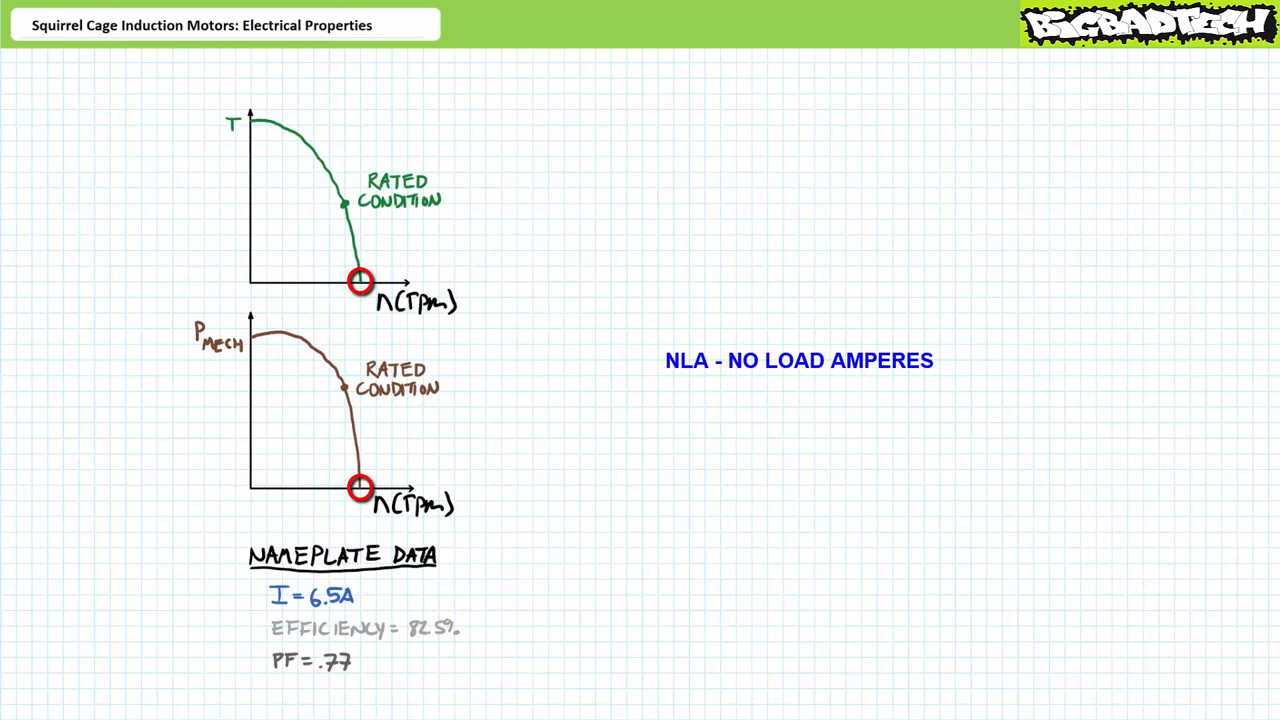 Squirrel Cage Induction Motors: Electrical Properties
BIGBADTECH
T
RATED
CONDITION
n(rpm)
PMECH
RATED
CONDITION
n(rpm)
NLA - NO LOAD AMPERES
NAMEPLATE DATA
I = 6.5A
EFFICIENCY = 82.5%
PF = .77